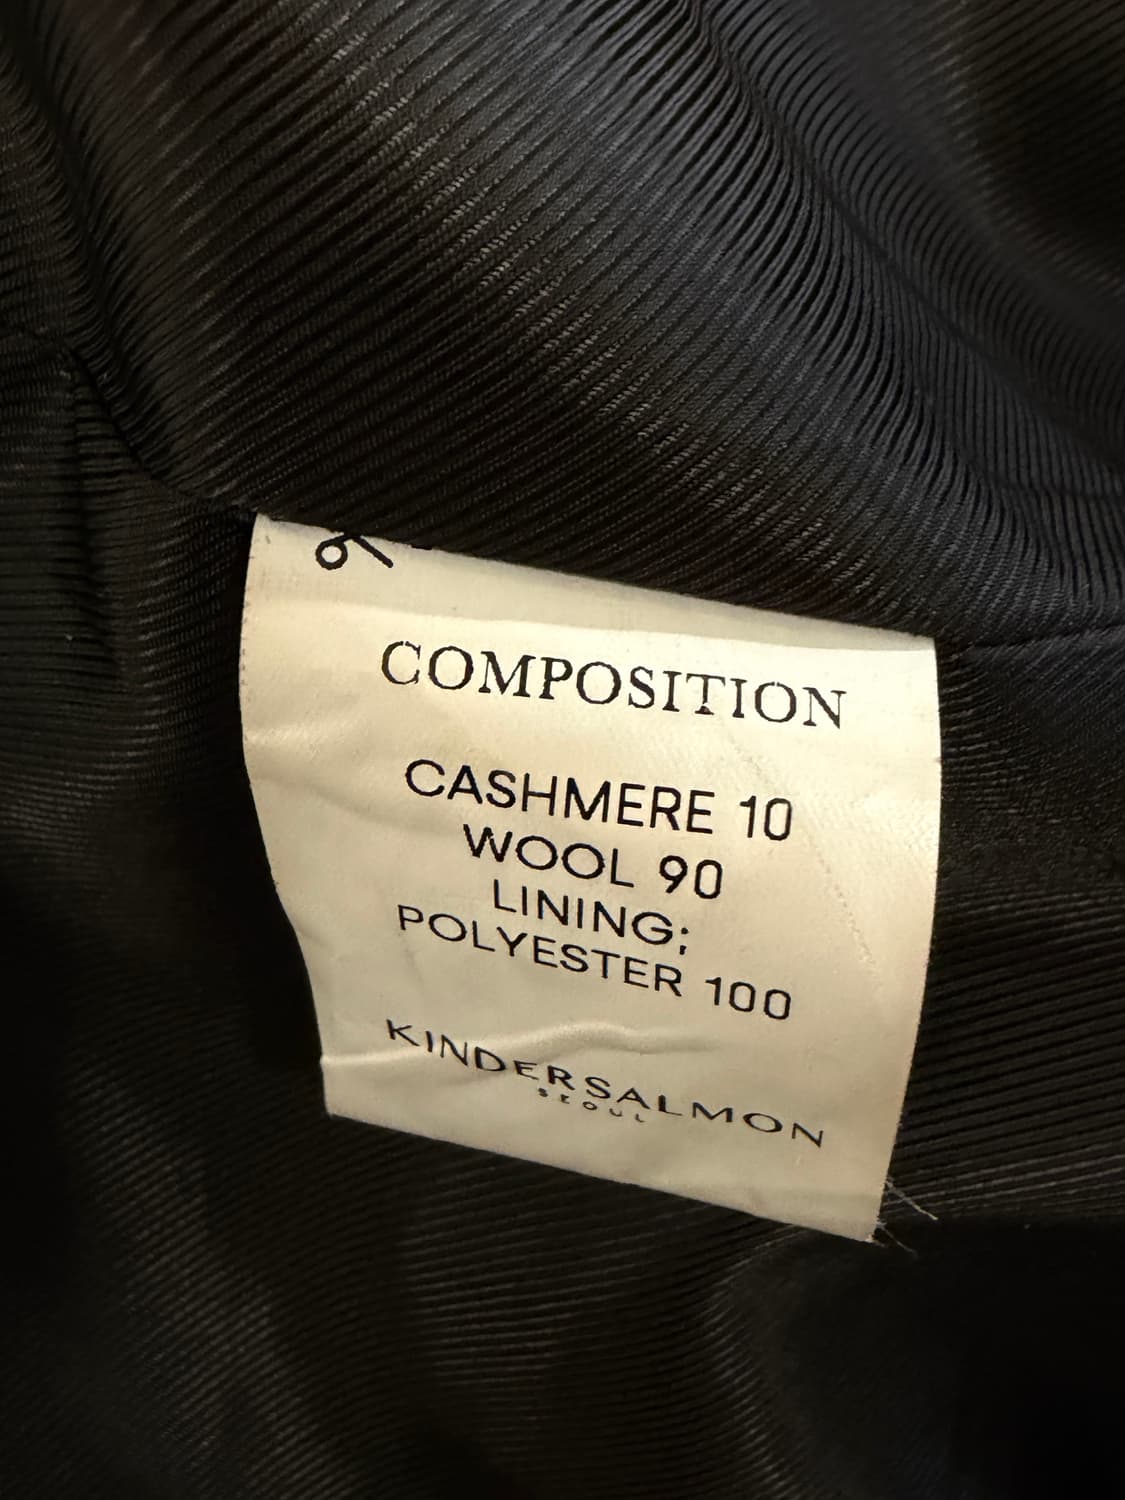 COMPOSITION
CASHMERE 10
WOOL 90
LINING;
POLYESTER 100
KINDERSALMON
SEOUL